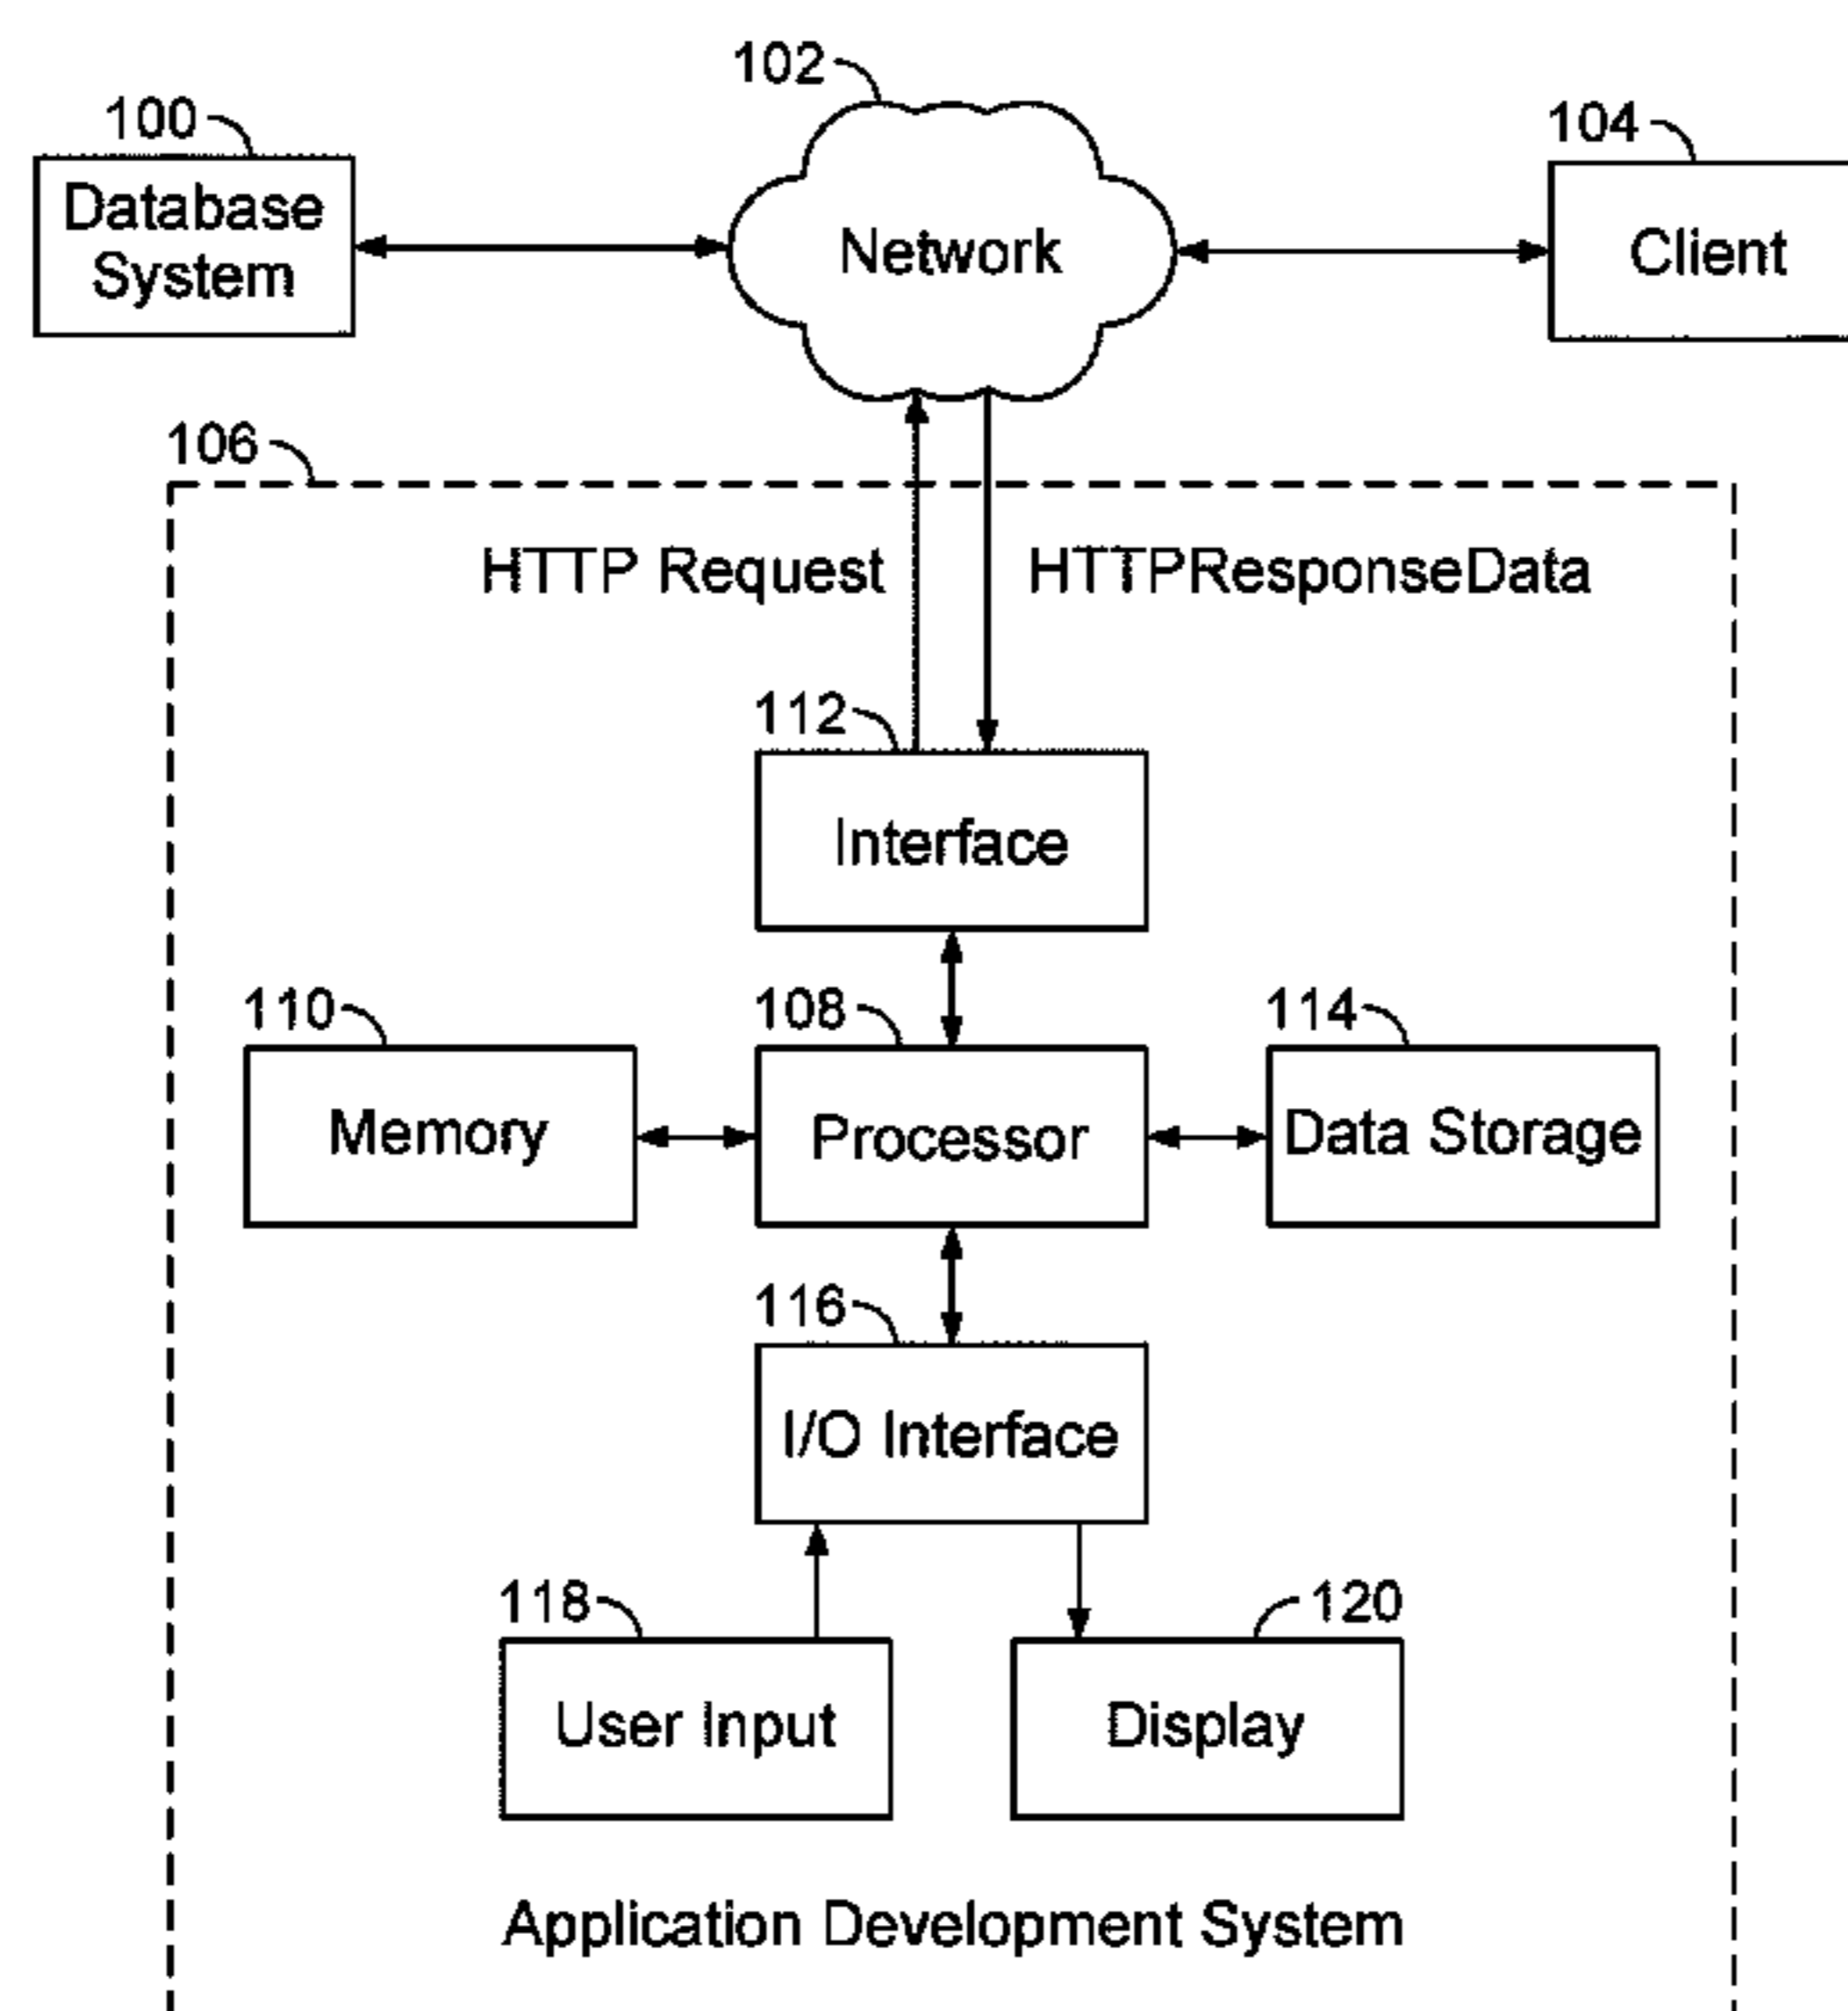 102
100
104
Database
System
Network
Client
106
HTTP Request
HTTPResponseData
112
Interface
110
108
114
Memory
Processor
Data Storage
116
I/O Interface
118
120
User Input
Display
Application Development System